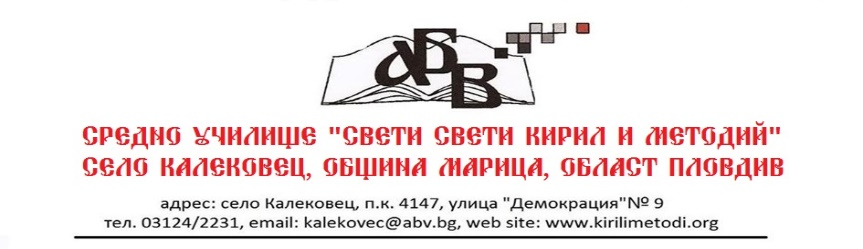 АБВ
СРЕДНО УЧИЛИЩЕ "СВЕТИ СВЕТИ КИРИЛ И МЕТОДИЙ"
СЕЛО КАЛЕКОВЕЦ, ОБЩИНА МАРИЦА, ОБЛАСТ ПЛОВДИВ
адрес: село Калековец, п.к. 4147, улица "Демокрация"№ 9
тел. 03124/2231, email: kalekovec@abv.bg, web site: www.kirilimetodi.org